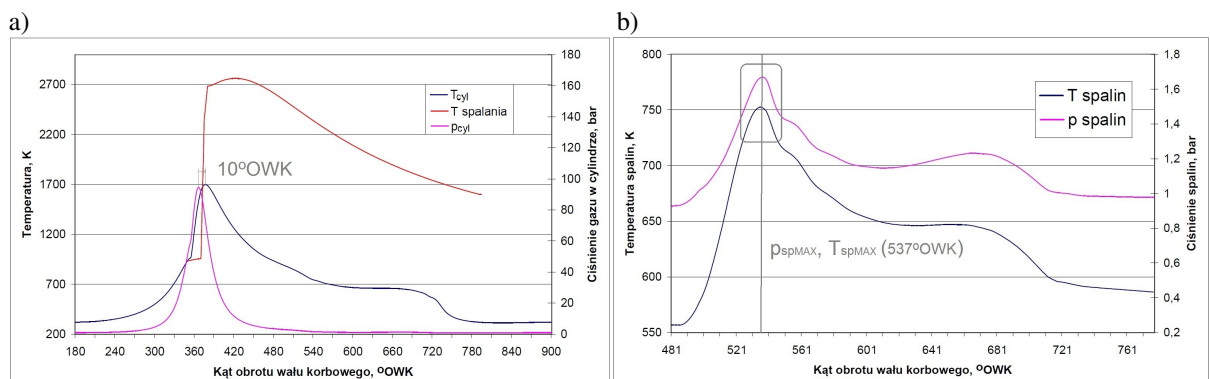 a)
b)
Temperatura, K
2700
2200
1700
1200
700
200
180 240 300 360 420 480 540 600 660 720 780 840 900
Kąt obrotu wału korbowego, ºOWK
180
160
140
120
100
80
60
40
20
0
Ciśnienie gazu w cylindrze, bar
Tcyl
T spalania
pcyl
10ºOWK
Temperatura spalin, K
800
750
700
650
600
550
481 521 561 601 641 681 721 761
Kąt obrotu wału korbowego, ºOWK
1,8
1,6
1,4
1,2
1
0,8
0,6
0,4
0,2
Ciśnienie spalin, bar
T spalin
p spalin
pspMAX, TspMAX (537ºOWK)